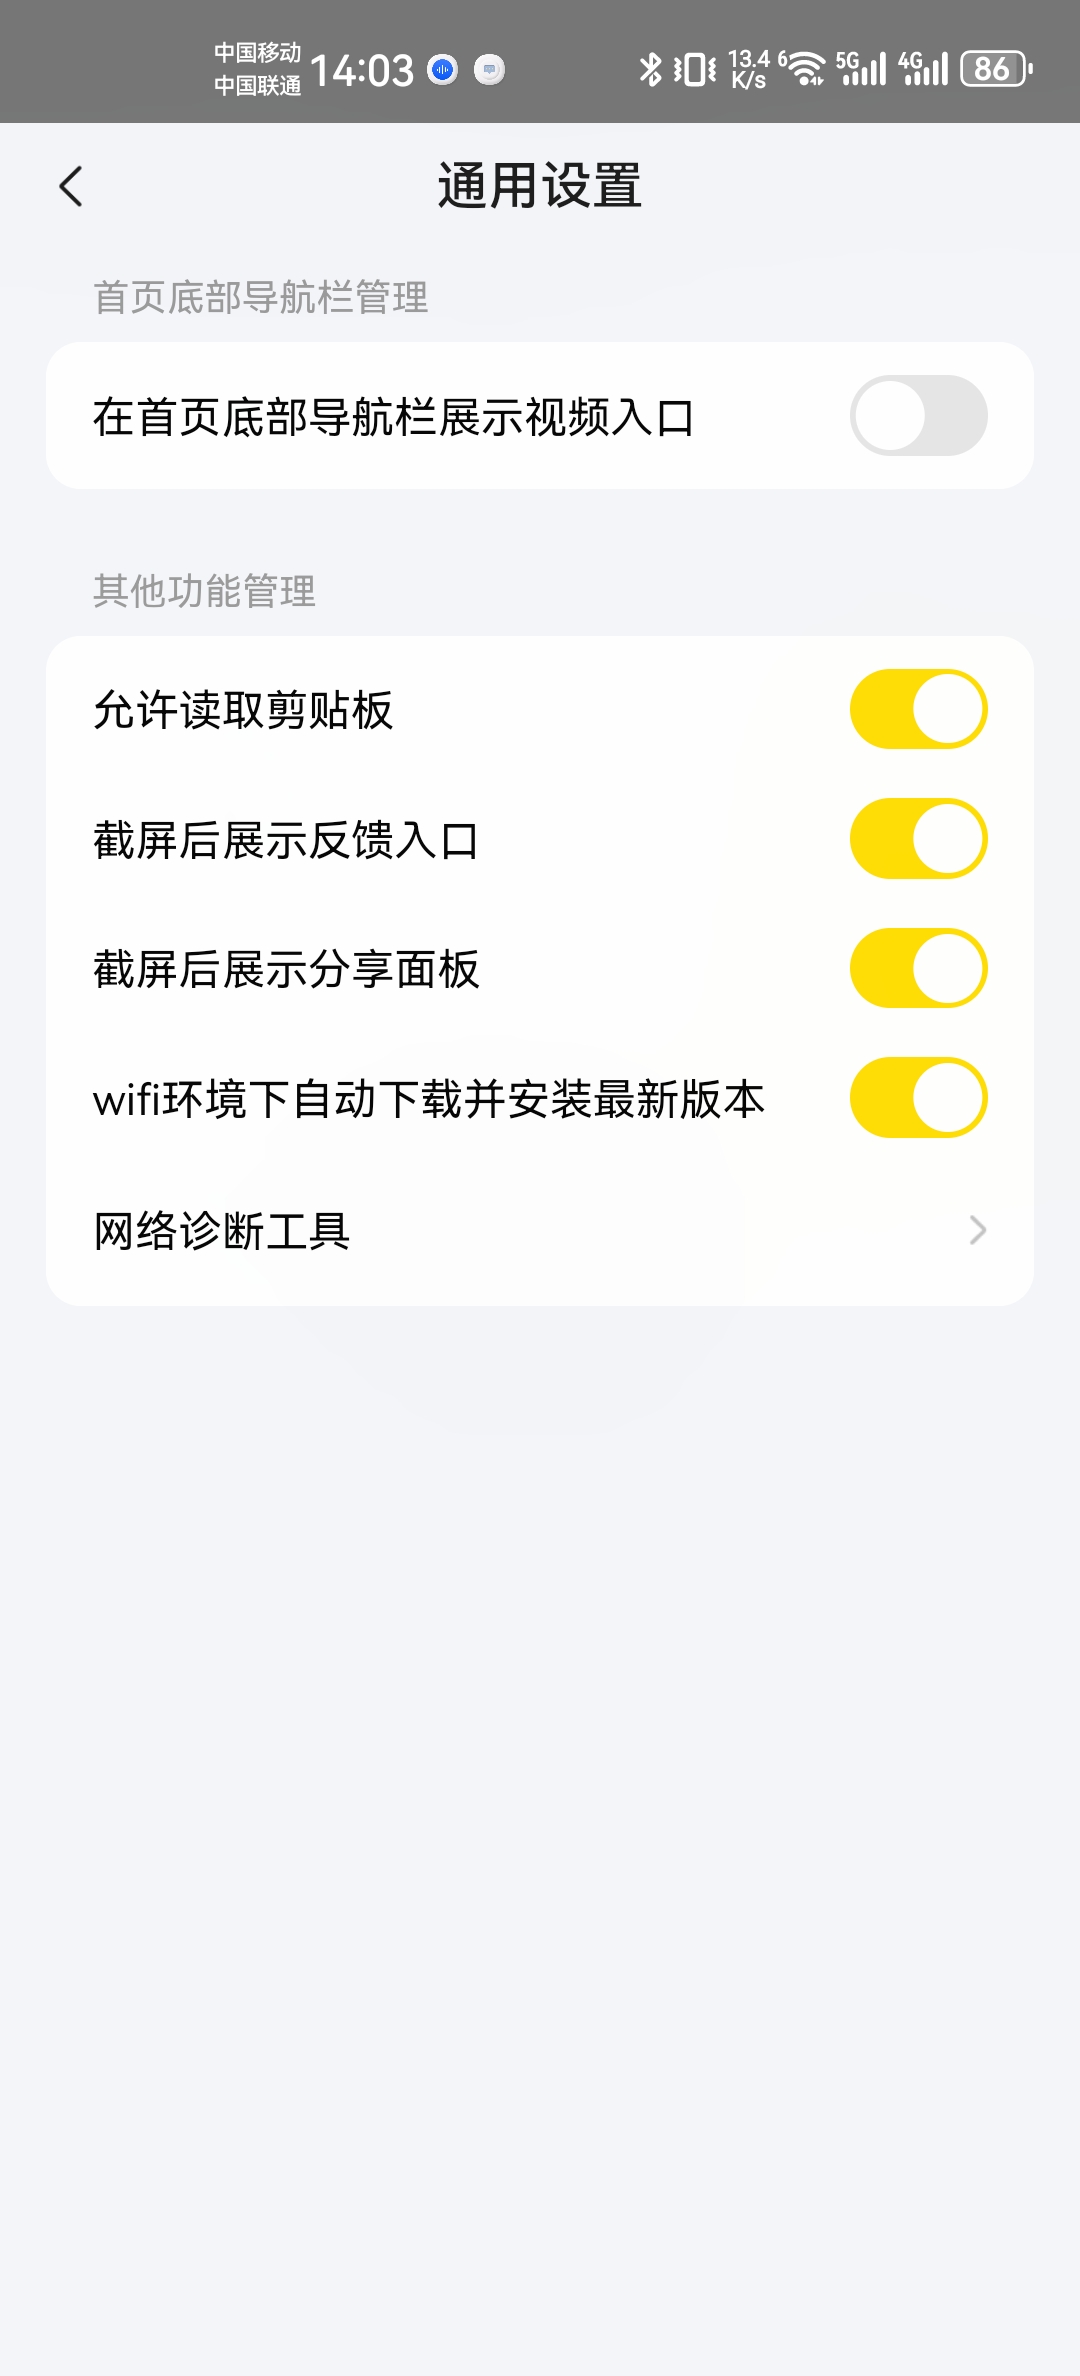 中国移动
中国联通
14:03
13.4
K/s
6
5G
4G
86
通用设置
首页底部导航栏管理
在首页底部导航栏展示视频入口
其他功能管理
允许读取剪贴板
截屏后展示反馈入口
截屏后展示分享面板
wifi环境下自动下载并安装最新版本
网络诊断工具